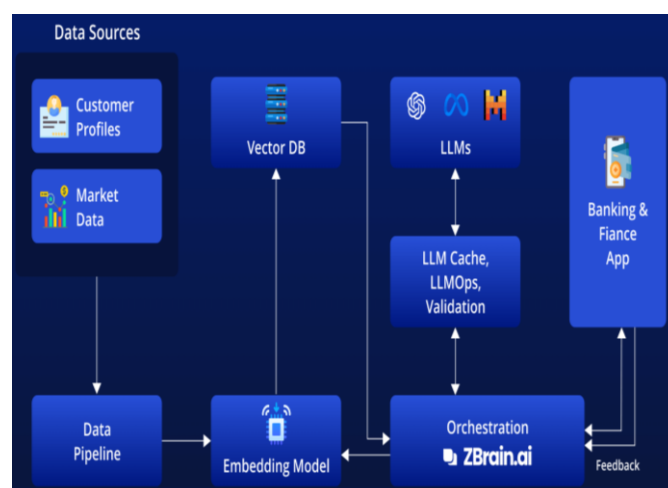 Data Sources
Customer
Profiles
Market
Data
Vector DB
LLMs
Banking &
Fiance
App
LLM Cache,
LLMOps,
Validation
Data
Pipeline
Embedding Model
Orchestration
ZBrain.ai
Feedback